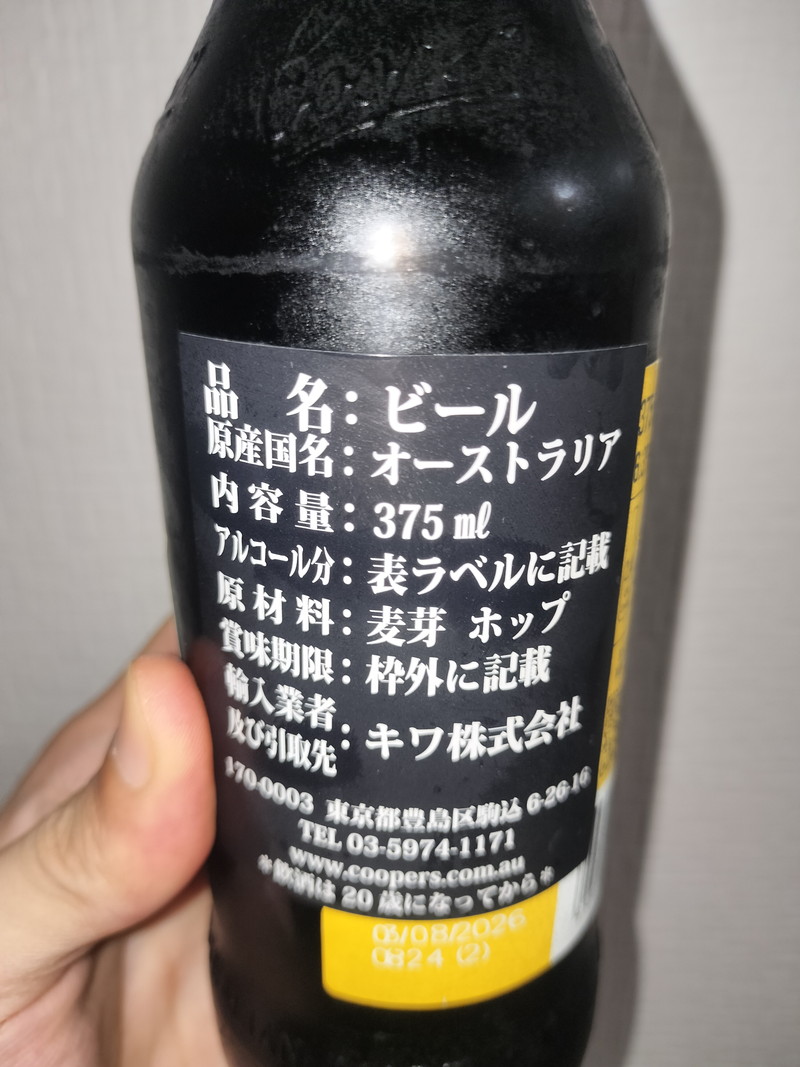 品名：ビール
原産国名：オーストラリア
内容量：375㎖
アルコール分：表ラベルに記載
原材料：麦芽 ホップ
賞味期限：枠外に記載
輸入業者
及び引取先：キワ株式会社
170-0003 東京都豊島区駒込 6-26-16
TEL 03-5974-1171
www.coopers.com.au
*飲酒は20歳になってから*
05/08/2026
0824 (2)